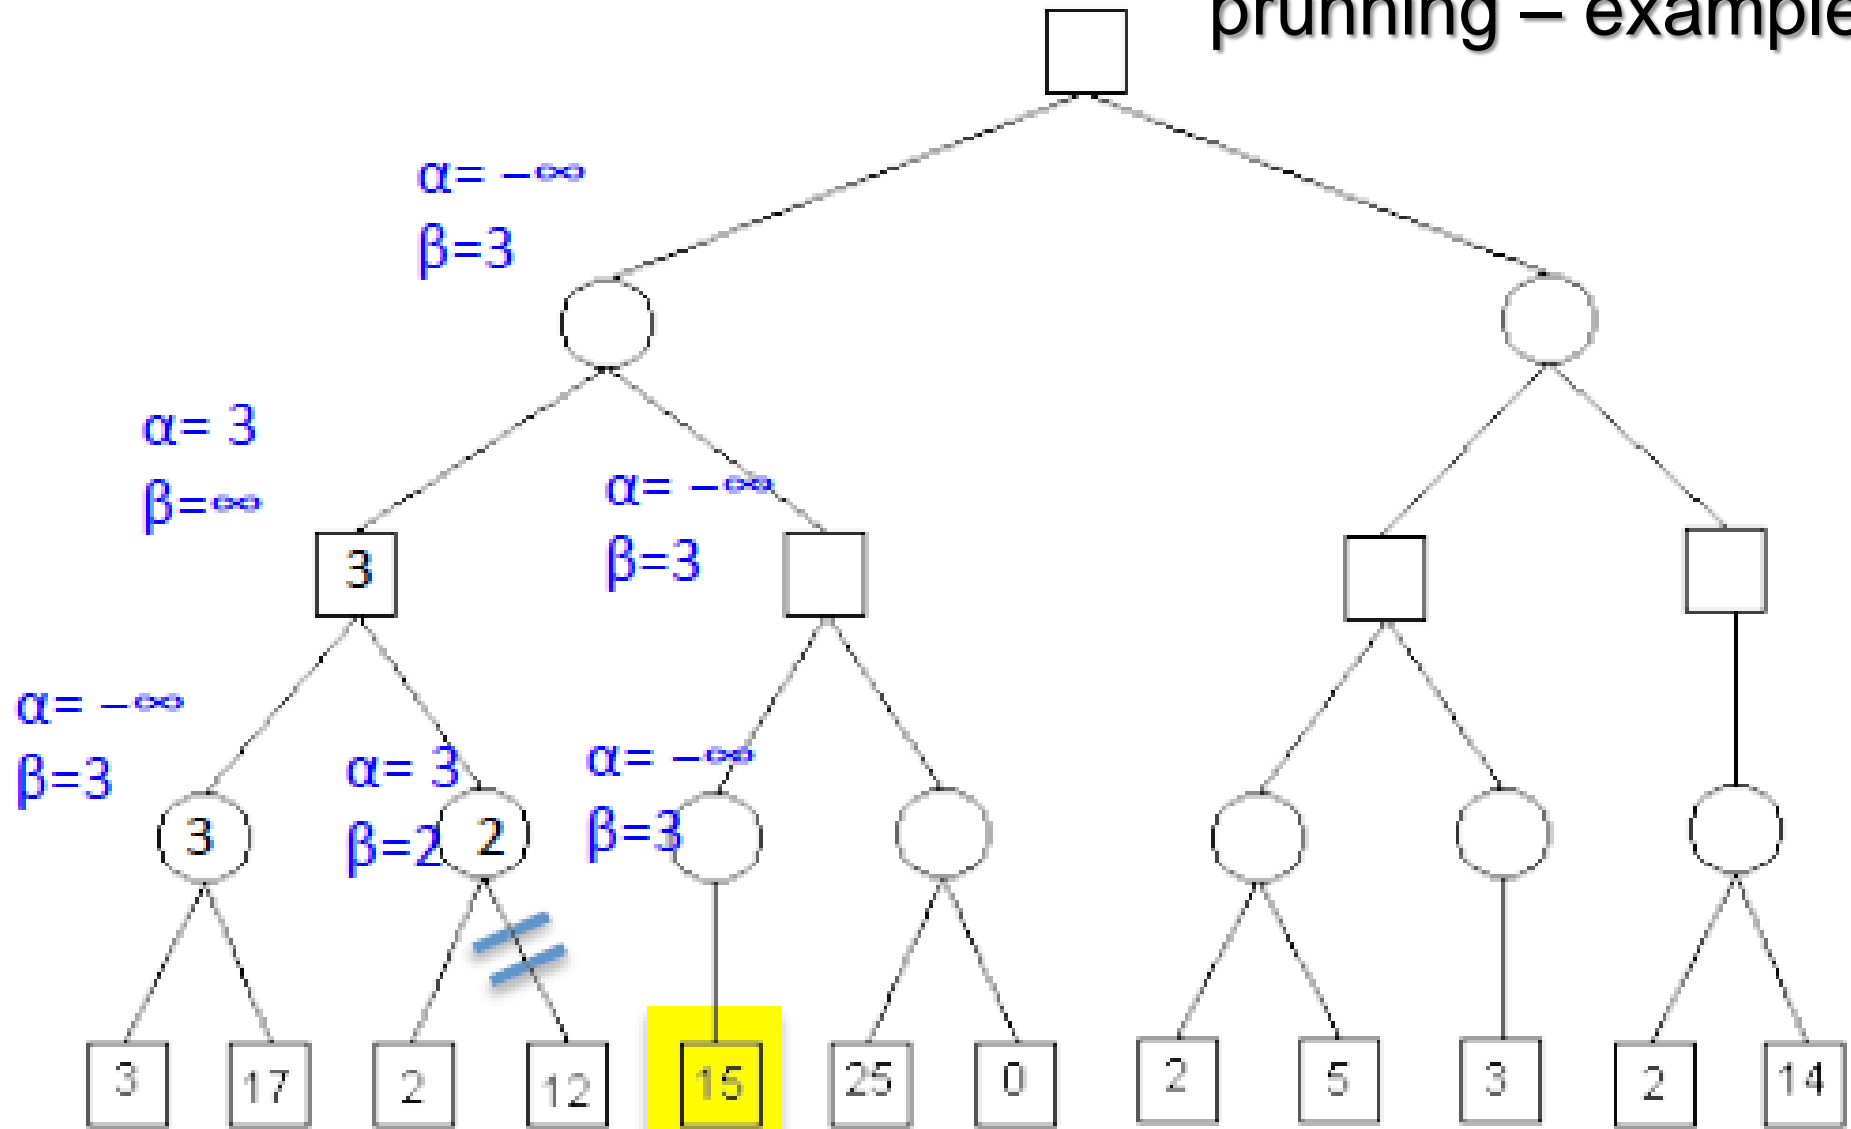 prunning – example
α= −∞
β=3
α= 3
β=∞
α= −∞
β=3
3
α= −∞
β=3
α= 3
β=2
α= −∞
β=3
3
2
3
17
2
12
15
25
0
2
5
3
2
14